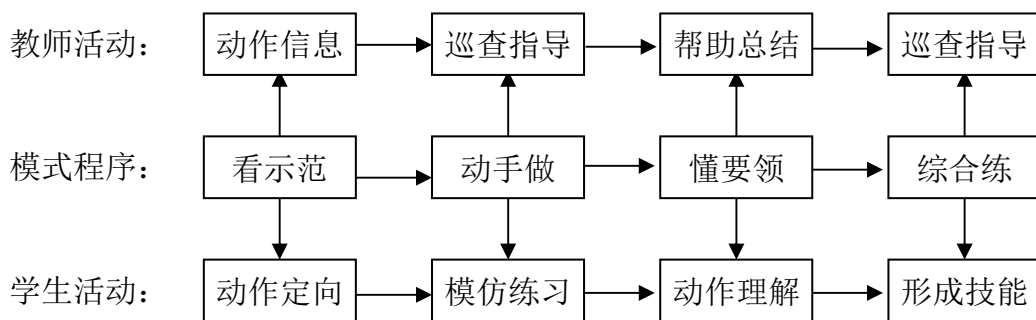 教师活动： 动作信息 巡查指导 帮助总结 巡查指导
模式程序： 看示范 动手做 懂要领 综合练
学生活动： 动作定向 模仿练习 动作理解 形成技能